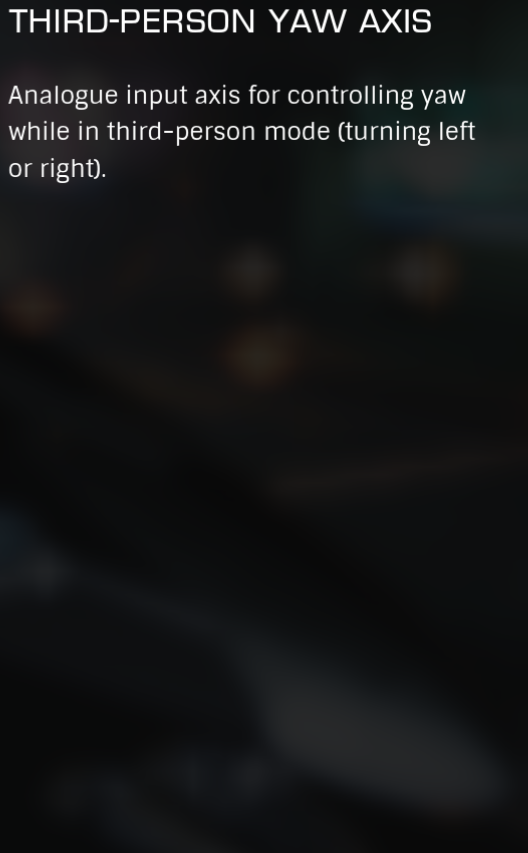 THIRD-PERSON YAW AXIS
Analogue input axis for controlling yaw
while in third-person mode (turning left
or right).